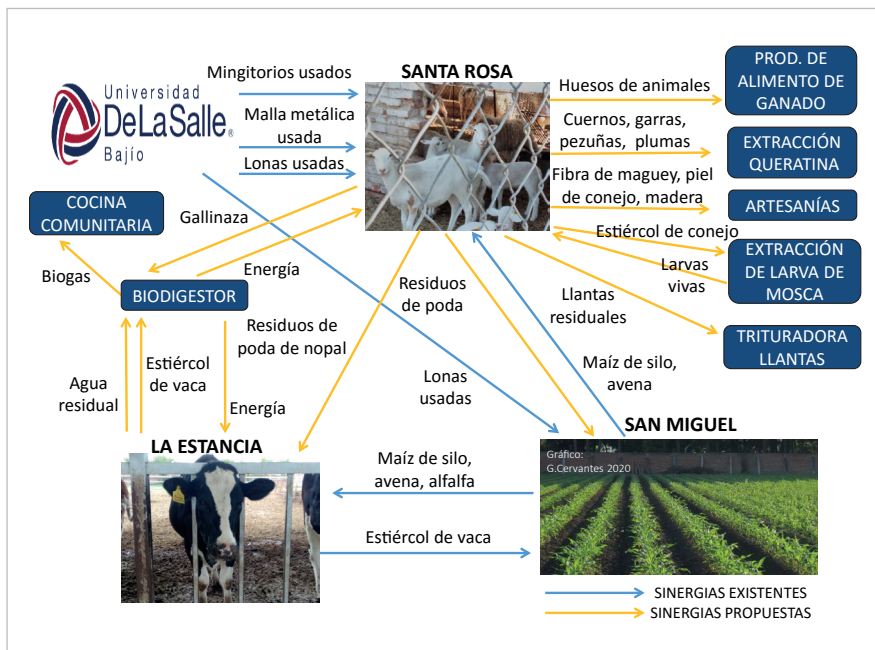 Universidad
DeLaSalle®
Bajío
Mingitorios usados
Malla metálica
usada
Lonas usadas
SANTA ROSA
Huesos de animales
Cuernos, garras,
pezuñas, plumas
Fibra de maguey, piel
de conejo, madera
Estiércol de conejo
Larvas
vivas
PROD. DE
ALIMENTO DE
GANADO
EXTRACCIÓN
QUERATINA
ARTESANÍAS
EXTRACCIÓN
DE LARVA DE
MOSCA
TRITURADORA
LLANTAS
COCINA
COMUNITARIA
Gallinaza
Energía
Biogas
BIODIGESTOR
Residuos de
poda de nopal
Residuos
de poda
Llantas
residuales
Maíz de silo,
avena
Agua
residual
Estiércol
de vaca
Energía
Lonas
usadas
LA ESTANCIA
SAN MIGUEL
Maíz de silo,
avena, alfalfa
Estiércol de vaca
Gráfico:
G.Cervantes 2020
SINERGIAS EXISTENTES
SINERGIAS PROPUESTAS